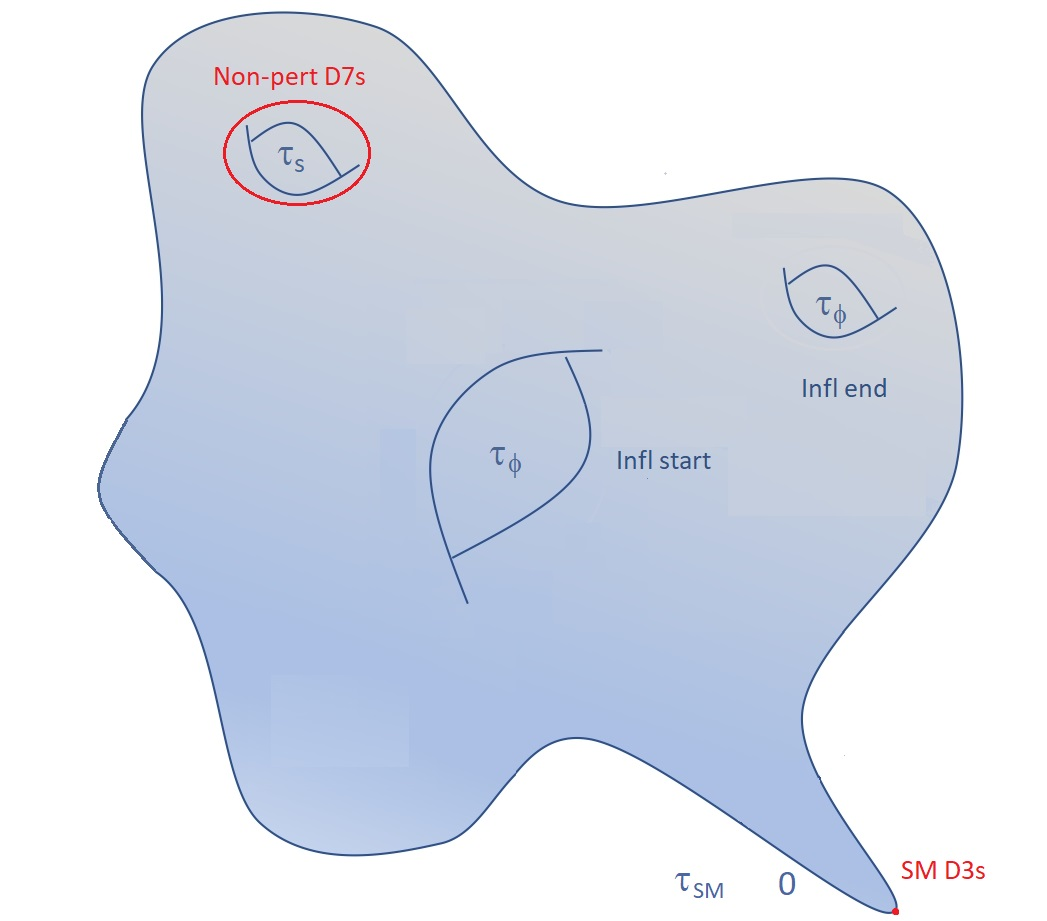 Non-pert D7s
τs
τϕ
Infl end
τϕ
Infl start
SM D3s
τSM 0